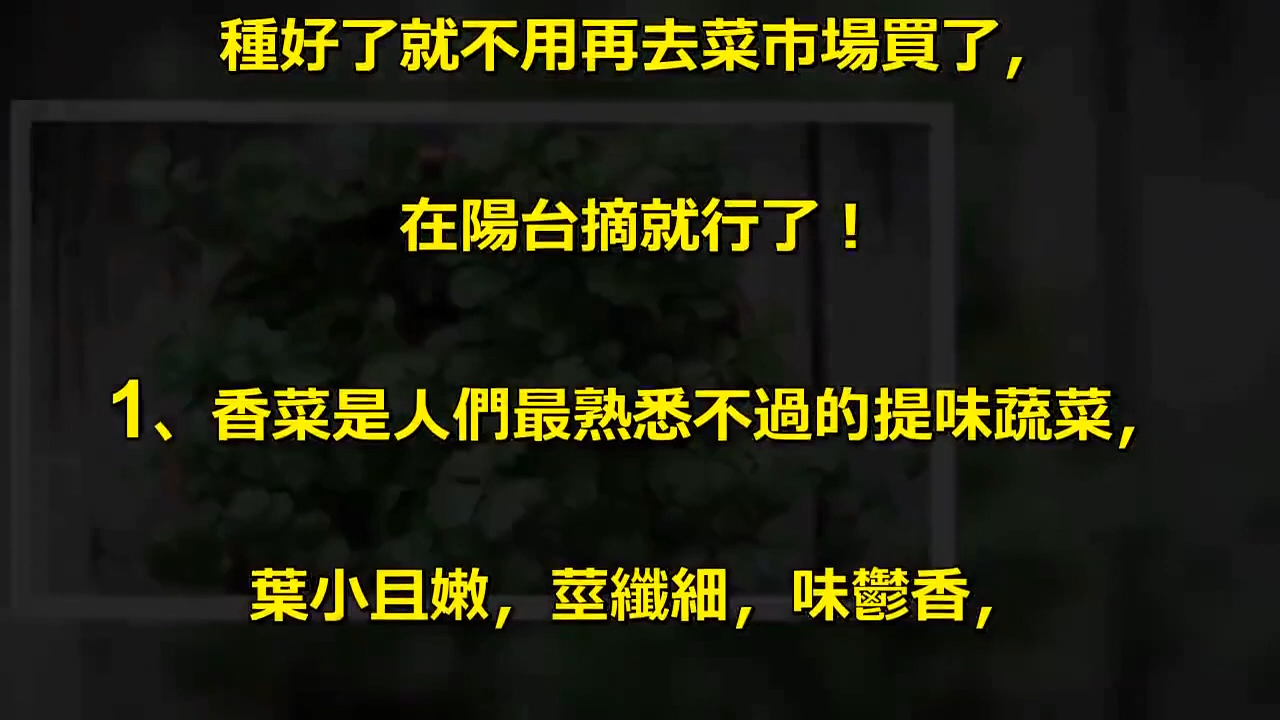 種好了就不用再去菜市場買了，
在陽台摘就行了！
1、香菜是人們最熟悉不過的提味蔬菜，
葉小且嫩，莖纖細，味鬱香，